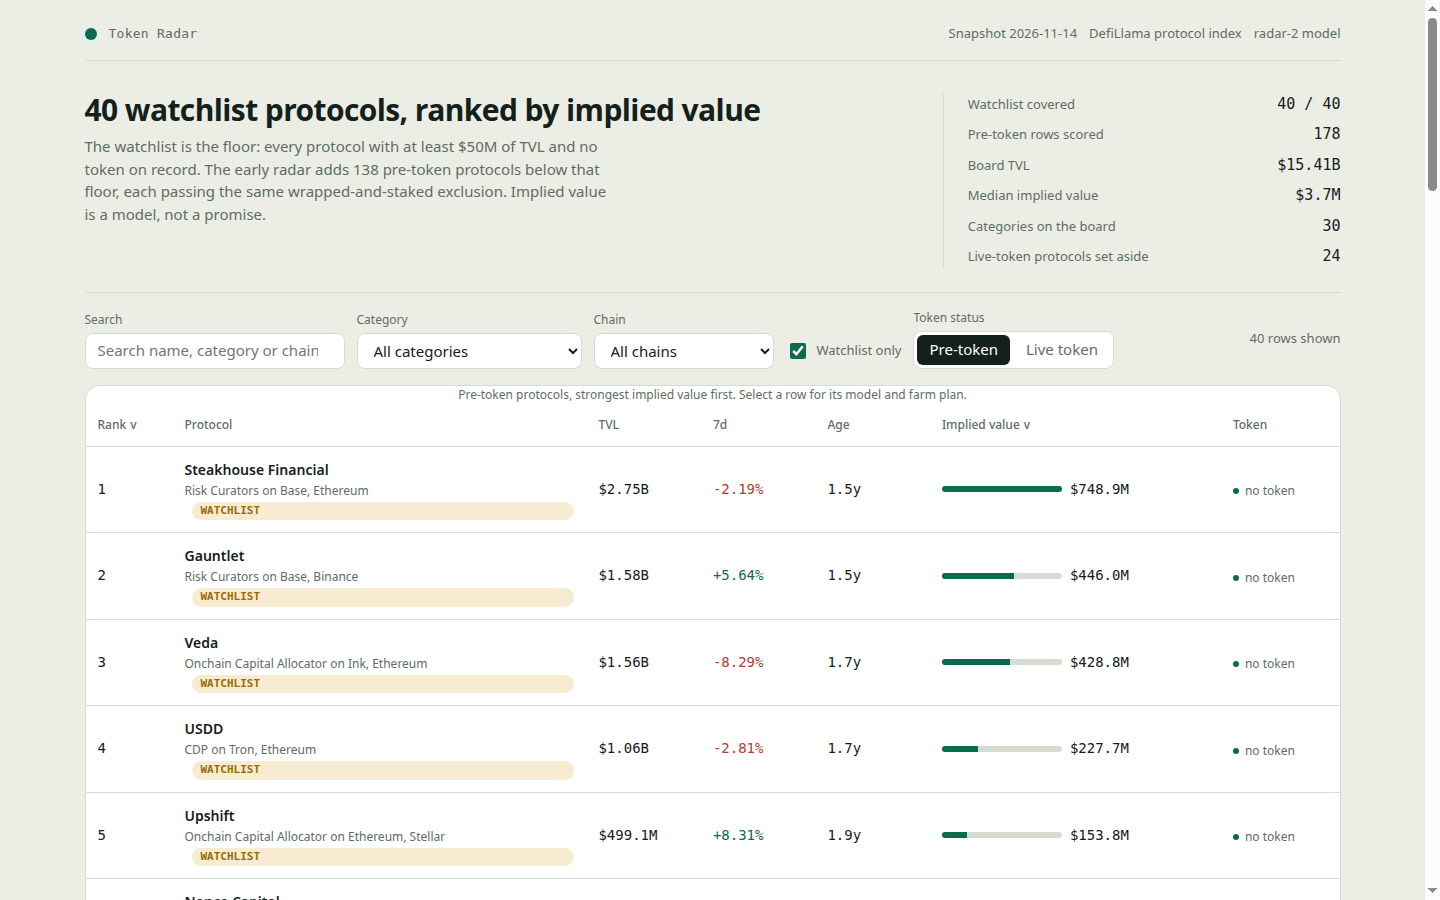 Token Radar
Snapshot 2026-11-14 DefiLlama protocol index radar-2 model
40 watchlist protocols, ranked by implied value
The watchlist is the floor: every protocol with at least $50M of TVL and no
token on record. The early radar adds 138 pre-token protocols below that
floor, each passing the same wrapped-and-staked exclusion. Implied value
is a model, not a promise.
Watchlist covered 40 / 40
Pre-token rows scored 178
Board TVL $15.41B
Median implied value $3.7M
Categories on the board 30
Live-token protocols set aside 24
Search Category Chain Token status
Search name, category or chain All categories All chains Watchlist only Pre-token Live token 40 rows shown
Pre-token protocols, strongest implied value first. Select a row for its model and farm plan.
Rank v Protocol TVL 7d Age Implied value v Token
Steakhouse Financial
1 Risk Curators on Base, Ethereum $2.75B -2.19% 1.5y $748.9M no token
WATCHLIST
Gauntlet
2 Risk Curators on Base, Binance $1.58B +5.64% 1.5y $446.0M no token
WATCHLIST
Veda
3 Onchain Capital Allocator on Ink, Ethereum $1.56B -8.29% 1.7y $428.8M no token
WATCHLIST
USDD
4 CDP on Tron, Ethereum $1.06B -2.81% 1.7y $227.7M no token
WATCHLIST
Upshift
5 Onchain Capital Allocator on Ethereum, Stellar $499.1M +8.31% 1.9y $153.8M no token
WATCHLIST